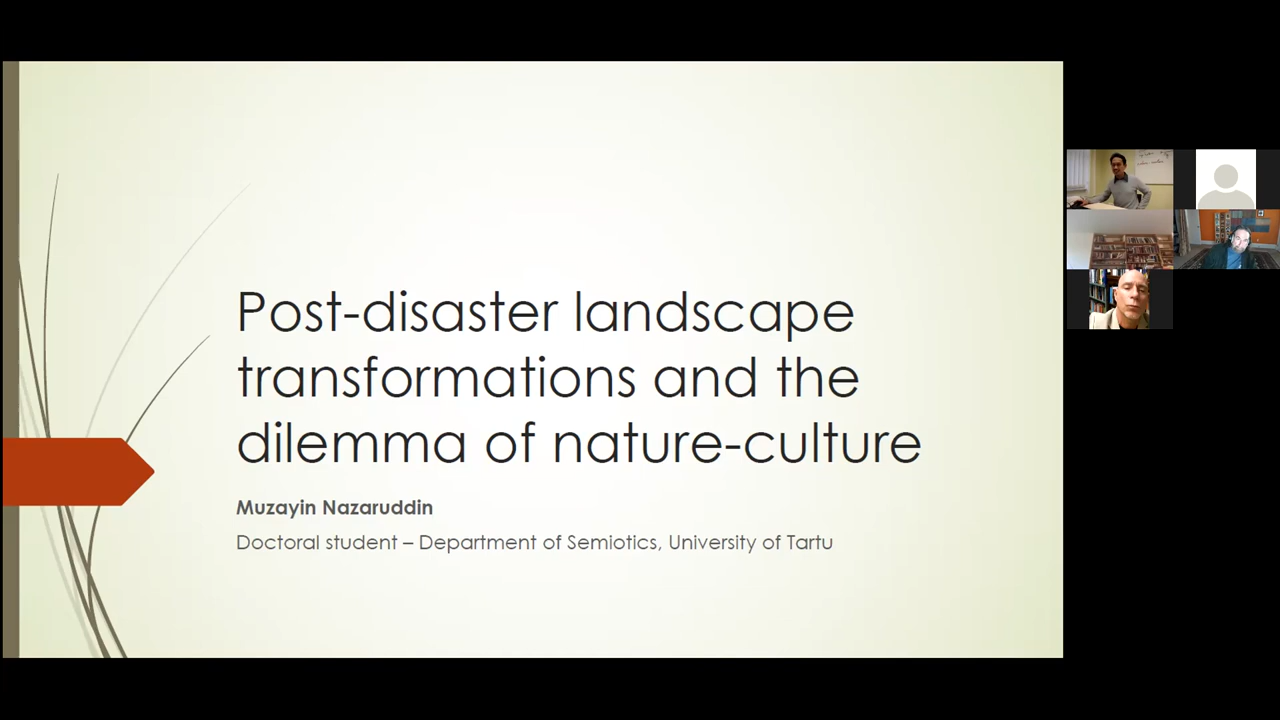 Post-disaster landscape
transformations and the
dilemma of nature-culture
Muzayin Nazaruddin
Doctoral student – Department of Semiotics, University of Tartu